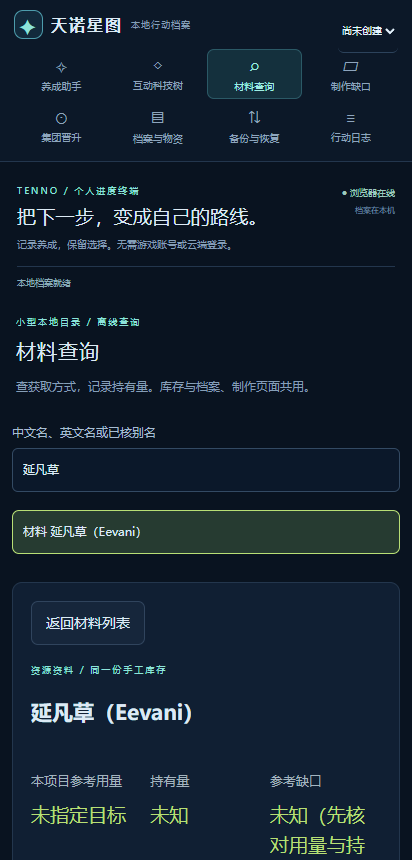 天诺星图 本地行动档案
尚未创建
养成助手 互动科技树 材料查询 制作缺口
集团晋升 档案与物资 备份与恢复 行动日志
TENNO / 个人进度终端
浏览器在线
把下一步，变成自己的路线。
档案在本机
记录养成，保留选择。无需游戏账号或云端登录。
本地档案就绪
小型本地目录 / 离线查询
材料查询
查获取方式，记录持有量。库存与档案、制作页面共用。
中文名、英文名或已核别名
延凡草
材料 延凡草（Eevani）
返回材料列表
资源资料 / 同一份手工库存
延凡草（Eevani）
本项目参考用量 持有量 参考缺口
未指定目标 未知 未知（先核
对用量与持